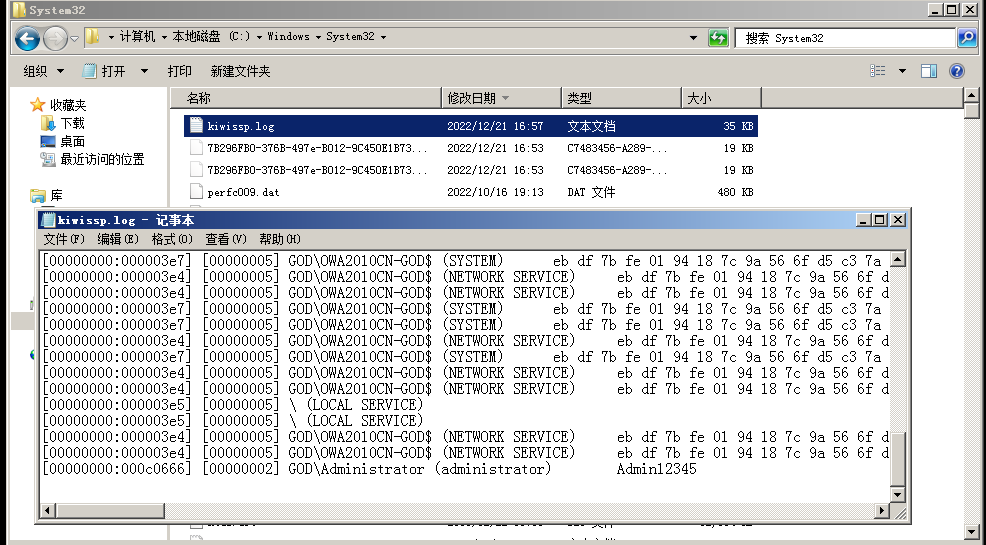 System32
计算机 本地磁盘 (C:) Windows System32
搜索 System32
组织 打开 打印 新建文件夹
名称 修改日期 类型 大小
收藏夹
下载
桌面
最近访问的位置
库
kiwissp.log 2022/12/21 16:57 文本文档 35 KB
7B296FB0-376B-497e-B012-9C450E1B73... 2022/12/21 16:53 C7483456-A289-... 19 KB
7B296FB0-376B-497e-B012-9C450E1B73... 2022/12/21 16:53 C7483456-A289-... 19 KB
perfc009.dat 2022/10/16 19:13 DAT 文件 480 KB
kiwissp.log - 记事本
文件(F) 编辑(E) 格式(O) 查看(V) 帮助(H)
[00000000:000003e7] [00000005] GOD\OWA2010CN-GOD$ (SYSTEM) eb df 7b fe 01 94 18 7c 9a 56 6f d5 c3 7a
[00000000:000003e4] [00000005] GOD\OWA2010CN-GOD$ (NETWORK SERVICE) eb df 7b fe 01 94 18 7c 9a 56 6f d
[00000000:000003e4] [00000005] GOD\OWA2010CN-GOD$ (NETWORK SERVICE) eb df 7b fe 01 94 18 7c 9a 56 6f d
[00000000:000003e7] [00000005] GOD\OWA2010CN-GOD$ (SYSTEM) eb df 7b fe 01 94 18 7c 9a 56 6f d5 c3 7a
[00000000:000003e7] [00000005] GOD\OWA2010CN-GOD$ (SYSTEM) eb df 7b fe 01 94 18 7c 9a 56 6f d5 c3 7a
[00000000:000003e4] [00000005] GOD\OWA2010CN-GOD$ (NETWORK SERVICE) eb df 7b fe 01 94 18 7c 9a 56 6f d
[00000000:000003e7] [00000005] GOD\OWA2010CN-GOD$ (SYSTEM) eb df 7b fe 01 94 18 7c 9a 56 6f d5 c3 7a
[00000000:000003e4] [00000005] GOD\OWA2010CN-GOD$ (NETWORK SERVICE) eb df 7b fe 01 94 18 7c 9a 56 6f d
[00000000:000003e4] [00000005] GOD\OWA2010CN-GOD$ (NETWORK SERVICE) eb df 7b fe 01 94 18 7c 9a 56 6f d
[00000000:000003e5] [00000005] \ (LOCAL SERVICE)
[00000000:000003e5] [00000005] \ (LOCAL SERVICE)
[00000000:000003e4] [00000005] GOD\OWA2010CN-GOD$ (NETWORK SERVICE) eb df 7b fe 01 94 18 7c 9a 56 6f d
[00000000:000003e4] [00000005] GOD\OWA2010CN-GOD$ (NETWORK SERVICE) eb df 7b fe 01 94 18 7c 9a 56 6f d
[00000000:000c0666] [00000002] GOD\Administrator (administrator) Admin12345